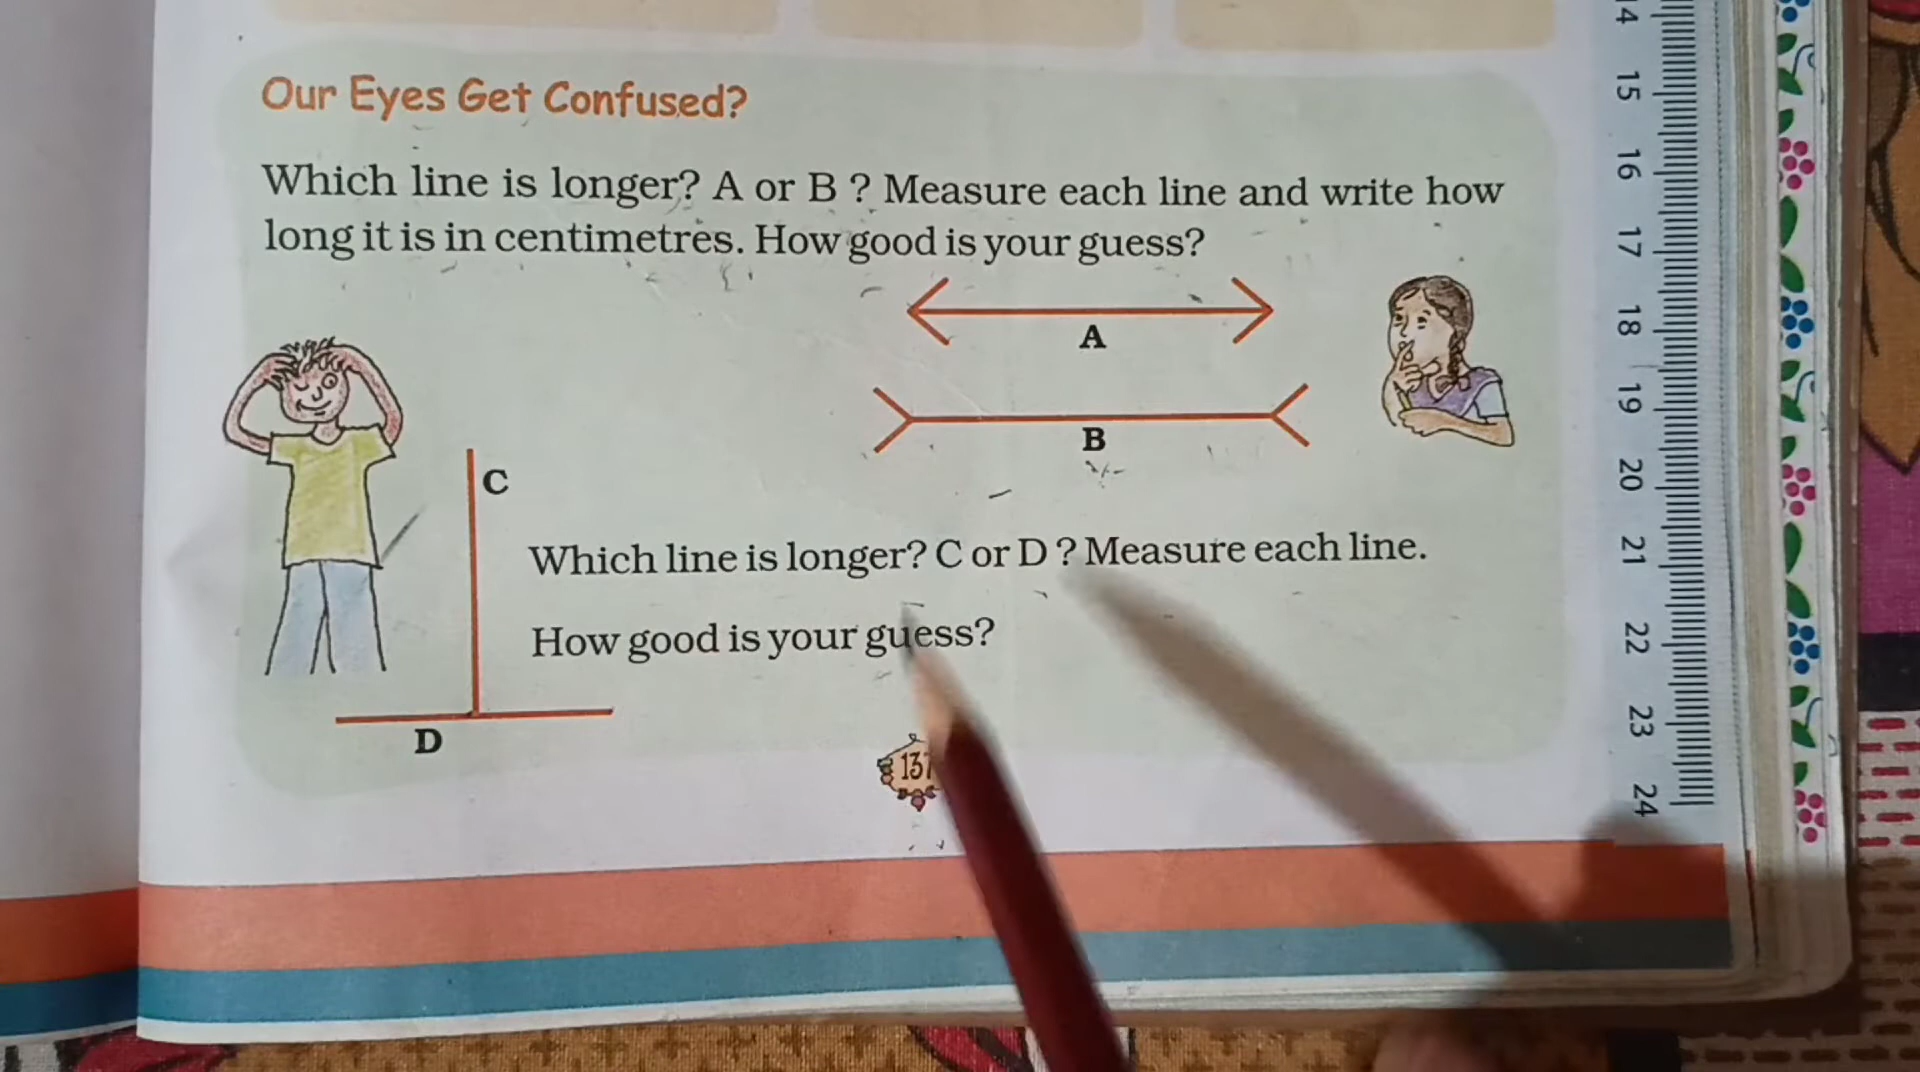 Our Eyes Get Confused?
Which line is longer? A or B ? Measure each line and write how
long it is in centimetres. How good is your guess?
A
B
C
Which line is longer? C or D ? Measure each line.
How good is your guess?
D
137
14 15 16 17 18 19 20 21 22 23 24